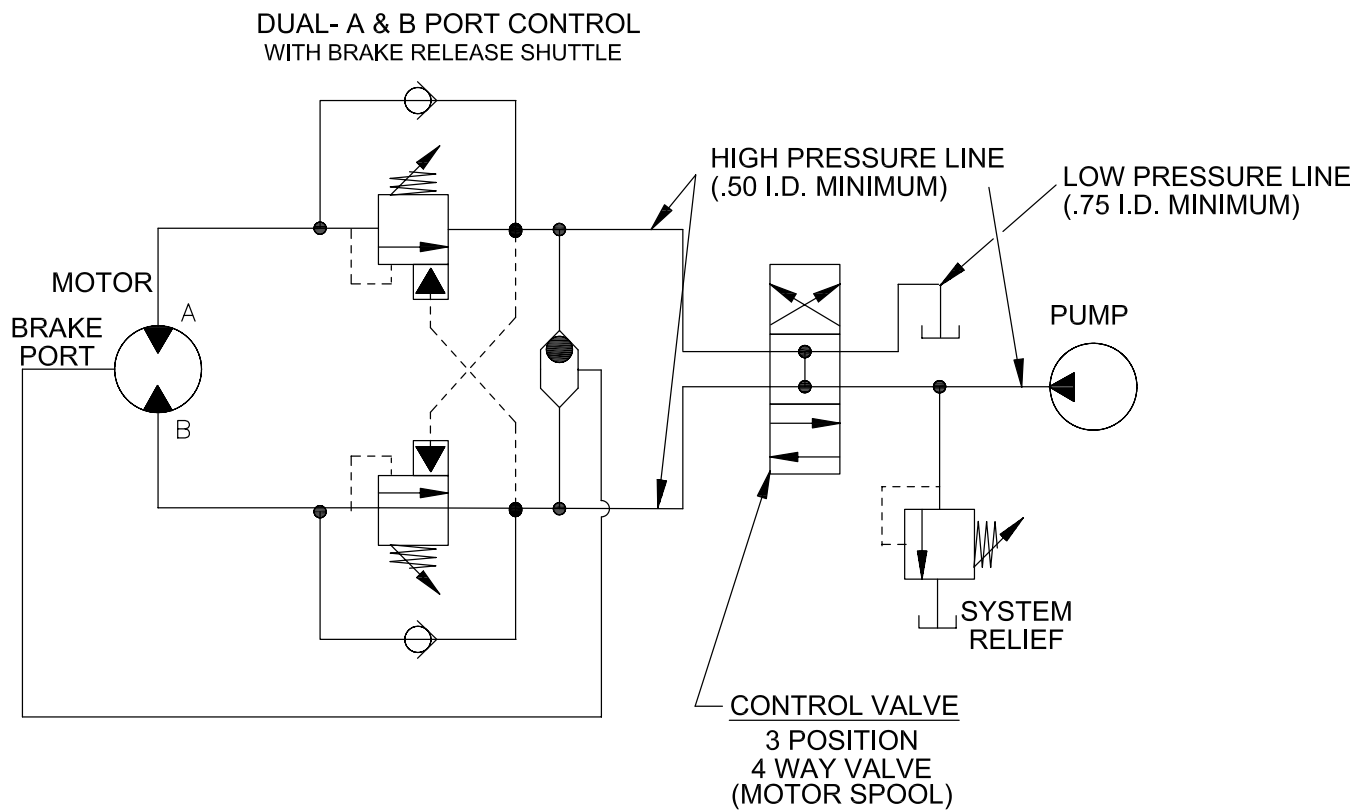 DUAL- A & B PORT CONTROL
WITH BRAKE RELEASE SHUTTLE
HIGH PRESSURE LINE
(.50 I.D. MINIMUM)
LOW PRESSURE LINE
(.75 I.D. MINIMUM)
MOTOR
A
BRAKE
PORT
B
PUMP
SYSTEM
RELIEF
CONTROL VALVE
3 POSITION
4 WAY VALVE
(MOTOR SPOOL)